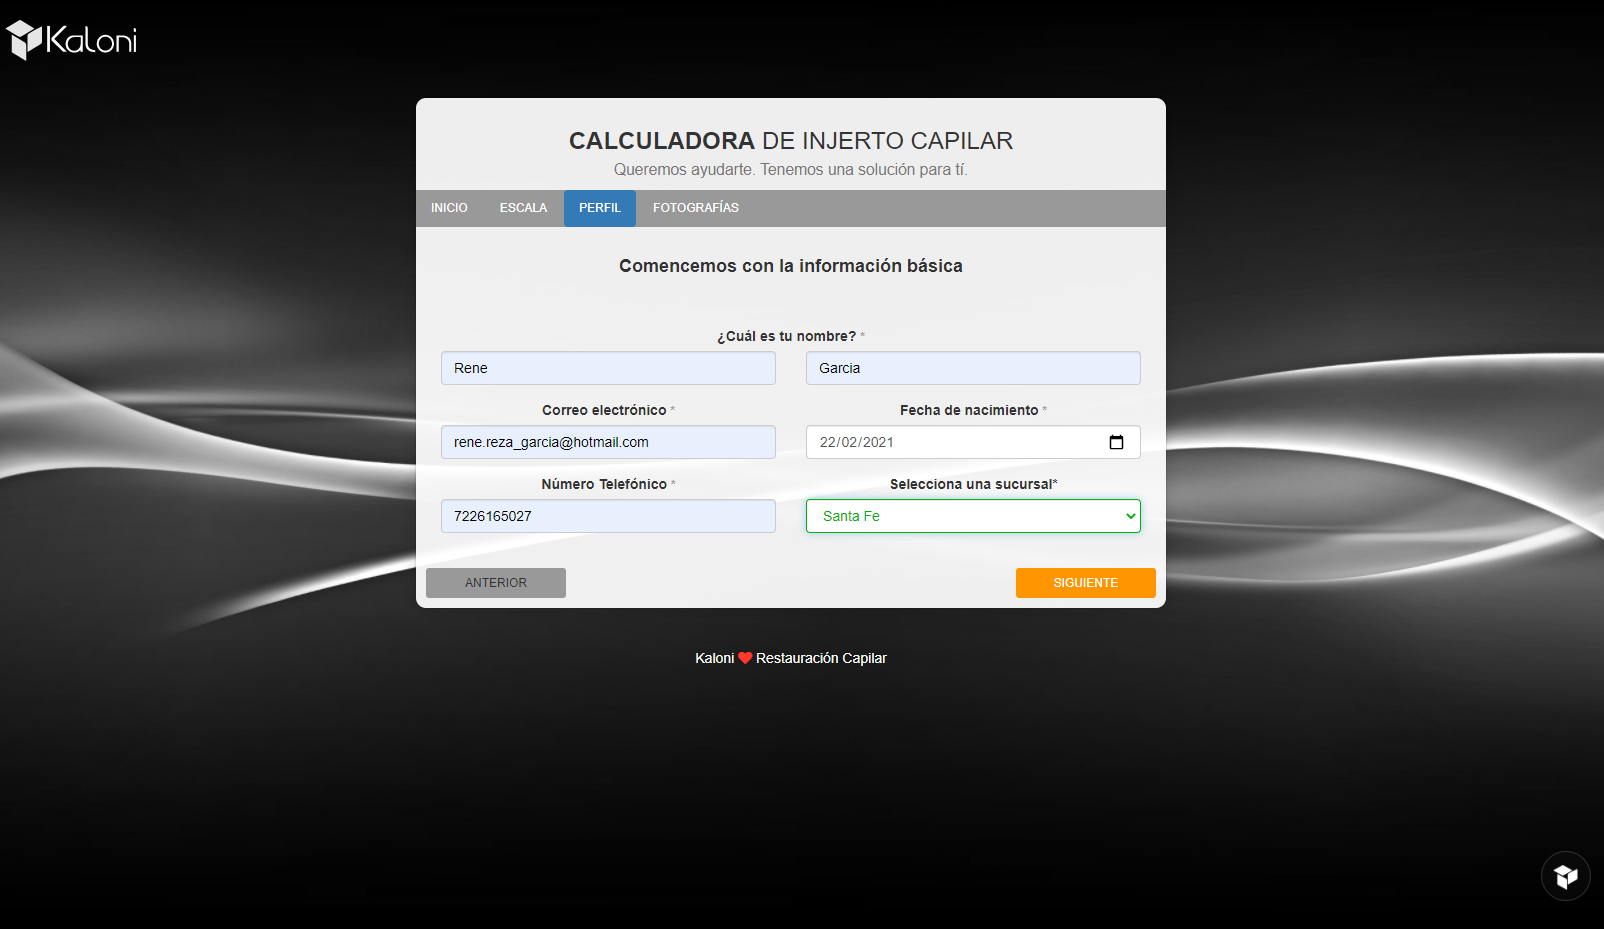 Kaloni
CALCULADORA DE INJERTO CAPILAR
Queremos ayudarte. Tenemos una solución para tí.
INICIO ESCALA PERFIL FOTOGRAFÍAS
Comencemos con la información básica
¿Cuál es tu nombre? *
Rene Garcia
Correo electrónico * Fecha de nacimiento *
rene.reza_garcia@hotmail.com 22/02/2021
Número Telefónico * Selecciona una sucursal*
7226165027 Santa Fe
ANTERIOR SIGUIENTE
Kaloni ❤ Restauración Capilar